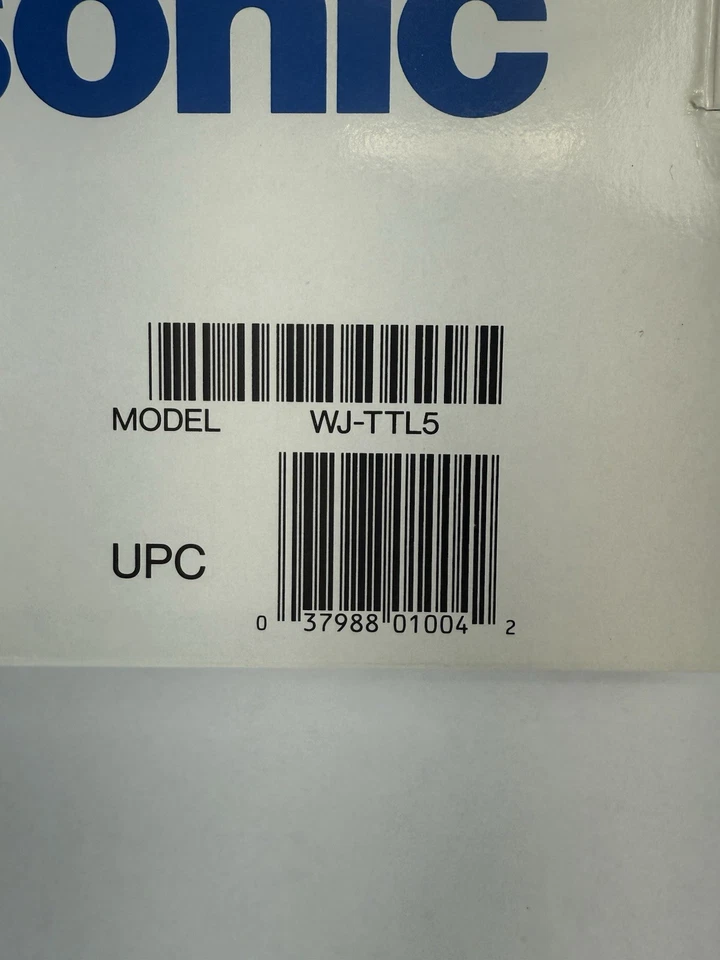 sonic
MODEL WJ-TTL5
UPC
0 37988 01004 2